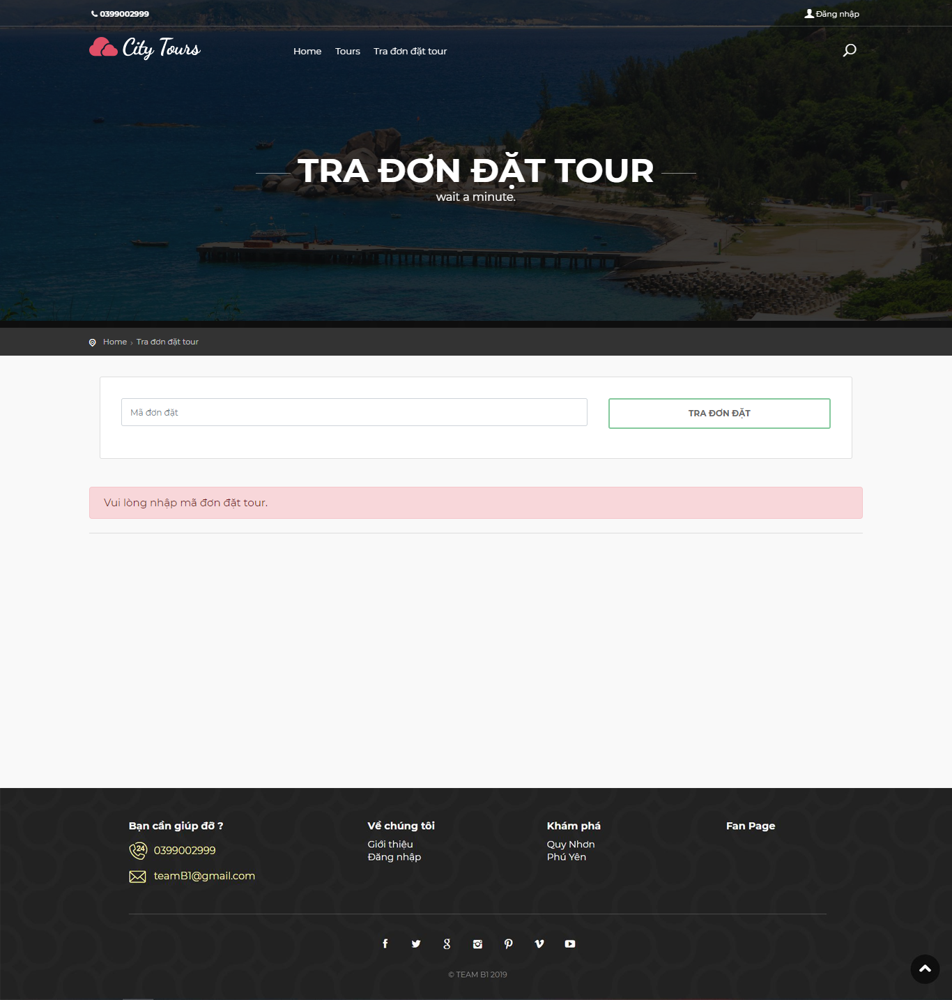 0399002999
Đăng nhập
City Tours
Home
Tours
Tra đơn đặt tour
TRA ĐƠN ĐẶT TOUR
wait a minute.
Home › Tra đơn đặt tour
Mã đơn đặt
TRA ĐƠN ĐẶT
Vui lòng nhập mã đơn đặt tour.
Bạn cần giúp đỡ ?
24
0399002999
teamB1@gmail.com
Về chúng tôi
Giới thiệu
Đăng nhập
Khám phá
Quy Nhơn
Phú Yên
Fan Page
© TEAM B1 2019